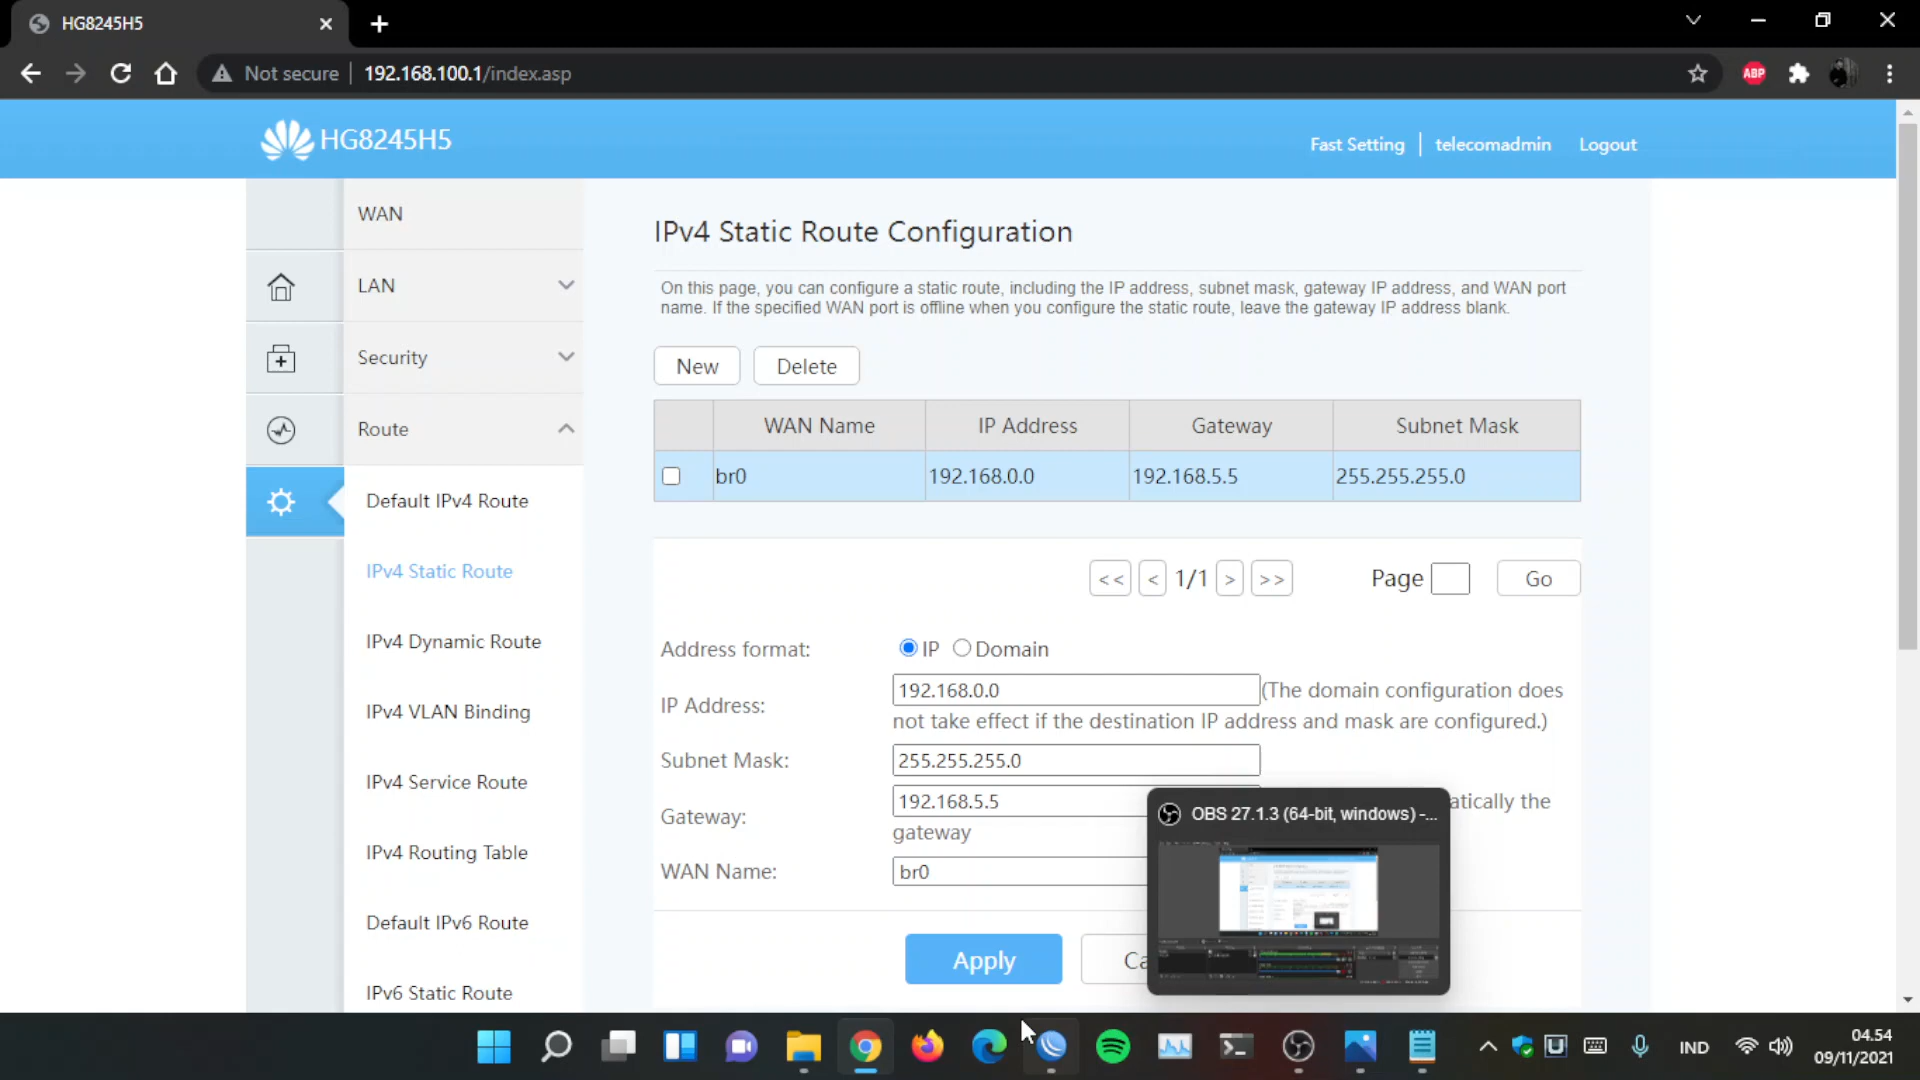 HG8245H5
Not secure 192.168.100.1/index.asp
ABP
HG8245H5
Fast Setting telecomadmin Logout
WAN
LAN
Security
Route
Default IPv4 Route
IPv4 Static Route
IPv4 Dynamic Route
IPv4 VLAN Binding
IPv4 Service Route
IPv4 Routing Table
Default IPv6 Route
IPv6 Static Route
IPv4 Static Route Configuration
On this page, you can configure a static route, including the IP address, subnet mask, gateway IP address, and WAN port
name. If the specified WAN port is offline when you configure the static route, leave the gateway IP address blank.
New Delete
WAN Name IP Address Gateway Subnet Mask
br0 192.168.0.0 192.168.5.5 255.255.255.0
<< < 1/1 > >> Page Go
Address format: IP Domain
IP Address: 192.168.0.0 (The domain configuration does
not take effect if the destination IP address and mask are configured.)
Subnet Mask: 255.255.255.0
Gateway: 192.168.5.5 atically the
gateway
WAN Name: br0
Apply Ca
OBS 27.1.3 (64-bit, windows) -...
IND
04.54
09/11/2021